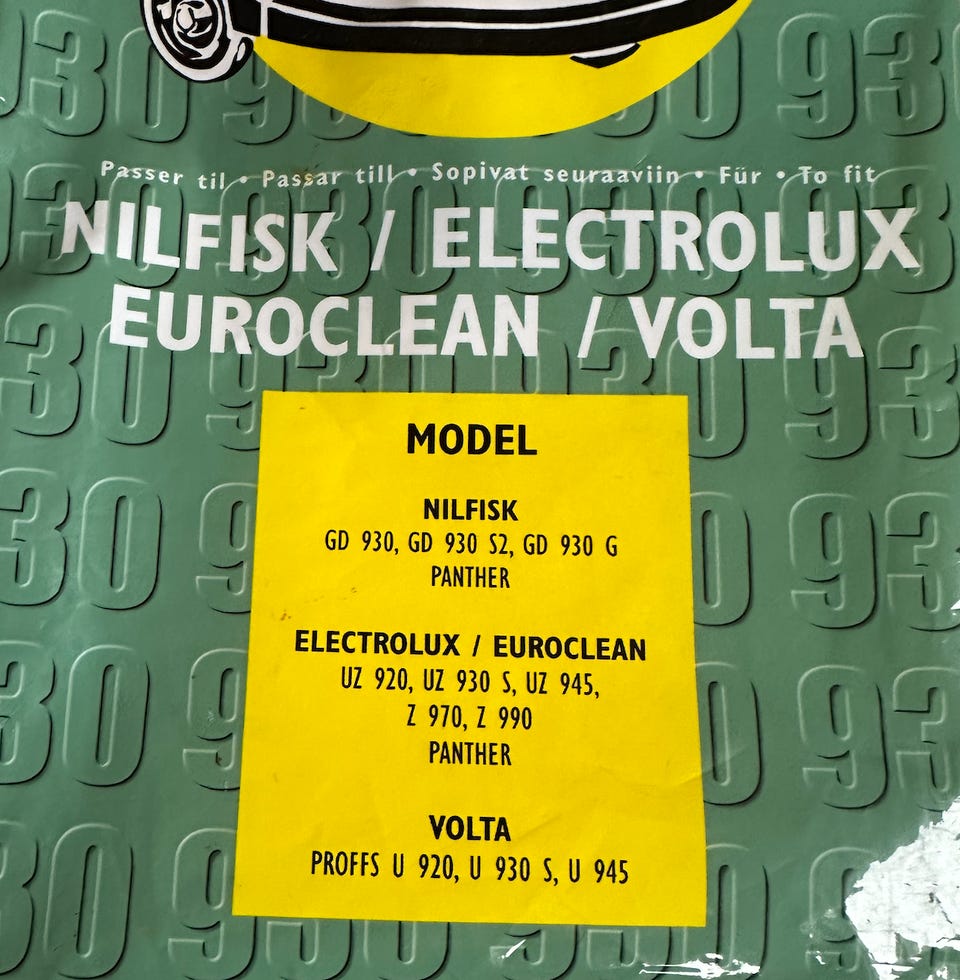 Passer til • Passar till • Sopivat seuraaviin • Für • To fit
NILFISK / ELECTROLUX
EUROCLEAN / VOLTA
MODEL
NILFISK
GD 930, GD 930 S2, GD 930 G
PANTHER
ELECTROLUX / EUROCLEAN
UZ 920, UZ 930 S, UZ 945,
Z 970, Z 990
PANTHER
VOLTA
PROFFS U 920, U 930 S, U 945